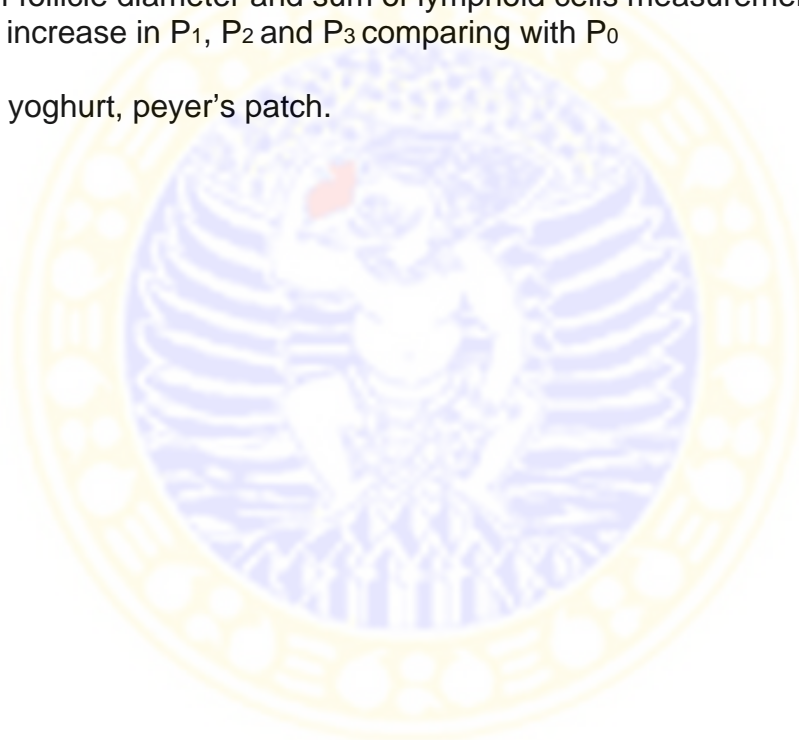 follicle diameter and sum of lymphoid cells
increase in P1, P2 and P3 comparing with P0
yoghurt, peyer’s patch.